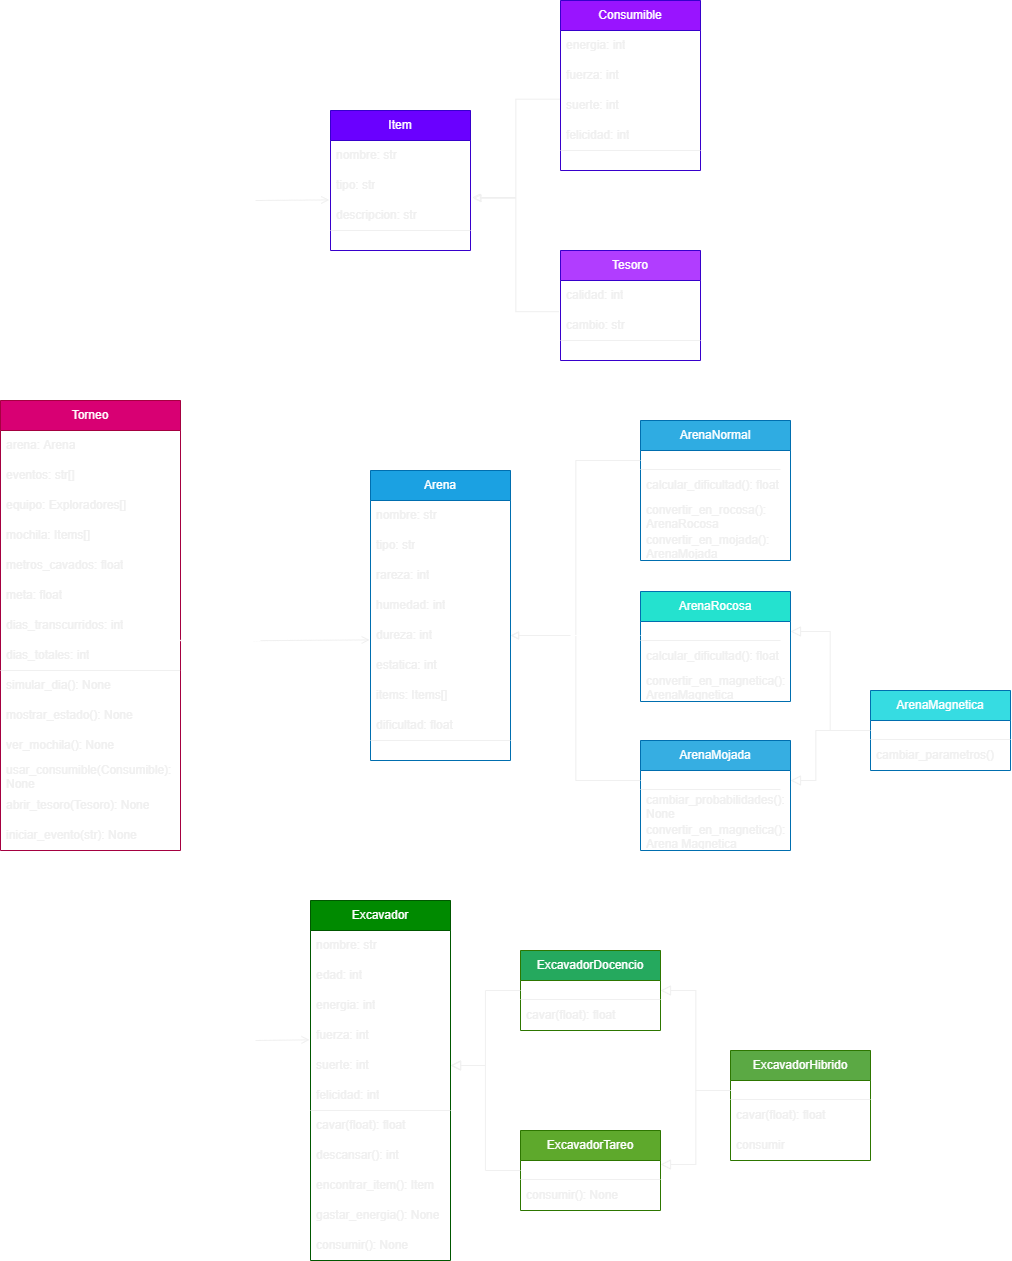 Consumible
energia: int
fuerza: int
suerte: int
felicidad: int
Item
nombre: str
tipo: str
descripcion: str
Tesoro
calidad: int
cambio: str
Torneo
arena: Arena
eventos: str[]
equipo: Exploradores[]
mochila: Items[]
metros_cavados: float
meta: float
dias_transcurridos: int
dias_totales: int
simular_dia(): None
mostrar_estado(): None
ver_mochila(): None
usar_consumible(Consumible):
None
abrir_tesoro(Tesoro): None
iniciar_evento(str): None
Arena
nombre: str
tipo: str
rareza: int
humedad: int
dureza: int
estatica: int
items: Items[]
dificultad: float
ArenaNormal
calcular_dificultad(): float
convertir_en_rocosa():
ArenaRocosa
convertir_en_mojada():
ArenaMojada
ArenaRocosa
calcular_dificultad(): float
convertir_en_magnetica():
ArenaMagnetica
ArenaMojada
cambiar_probabilidades():
None
convertir_en_magnetica():
Arena Magnetica
ArenaMagnetica
cambiar_parametros()
Excavador
nombre: str
edad: int
energia: int
fuerza: int
suerte: int
felicidad: int
cavar(float): float
descansar(): int
encontrar_item(): Item
gastar_energia(): None
consumir(): None
ExcavadorDocencio
cavar(float): float
ExcavadorTareo
consumir(): None
ExcavadorHibrido
cavar(float): float
consumir